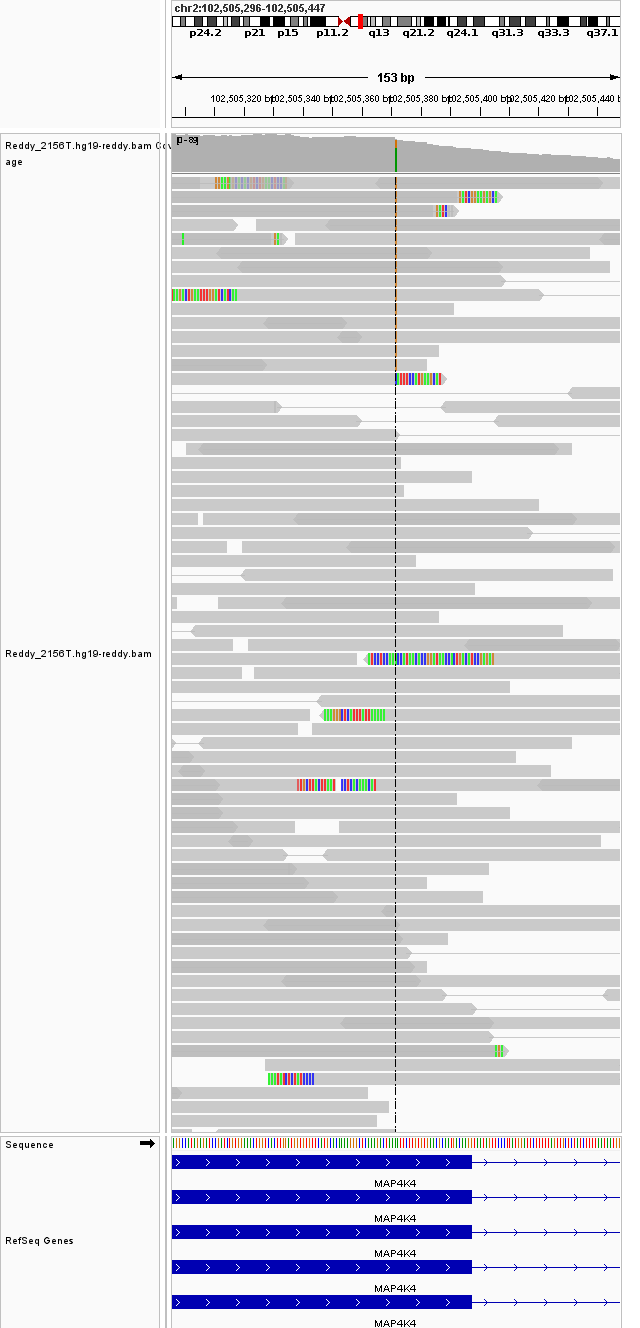 chr2:102,505,296-102,505,447
p24.2 p21 p15 p11.2 q13 q21.2 q24.1 q31.3 q33.3 q37.1
153 bp
102,505,320 bp 102,505,340 bp 102,505,360 bp 102,505,380 bp 102,505,400 bp 102,505,420 bp 102,505,440 b
Reddy_2156T.hg19-reddy.bam Cov
age
Reddy_2156T.hg19-reddy.bam
Sequence
MAP4K4
MAP4K4
RefSeq Genes
MAP4K4
MAP4K4
MAP4K4